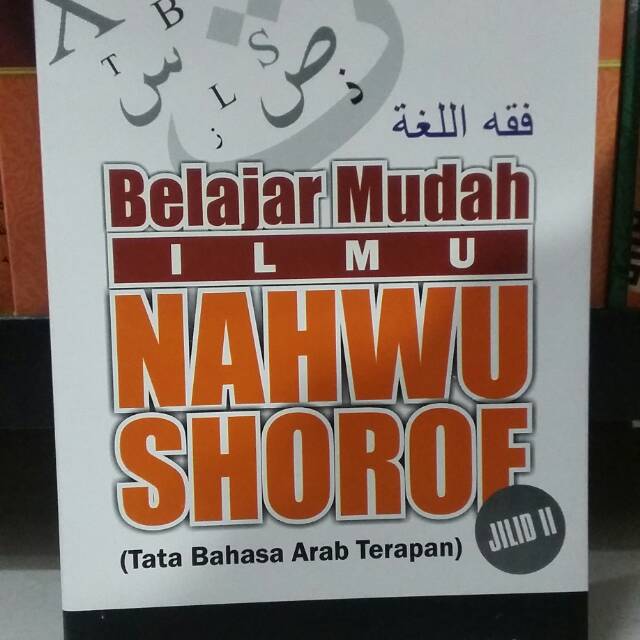 X B
T س S ص
L ز ن
فقه اللغة
Belajar Mudah
ILMU
NAHWU
SHOROF
JILID II
(Tata Bahasa Arab Terapan)